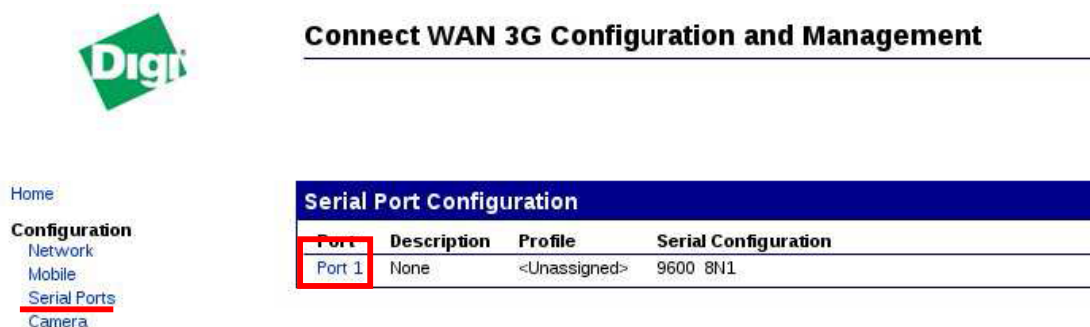 Digi
Connect WAN 3G Configuration and Management
Home
Configuration
Network
Mobile
Serial Ports
Camera
Serial Port Configuration
Port Description Profile Serial Configuration
Port 1 None <Unassigned> 9600 8N1